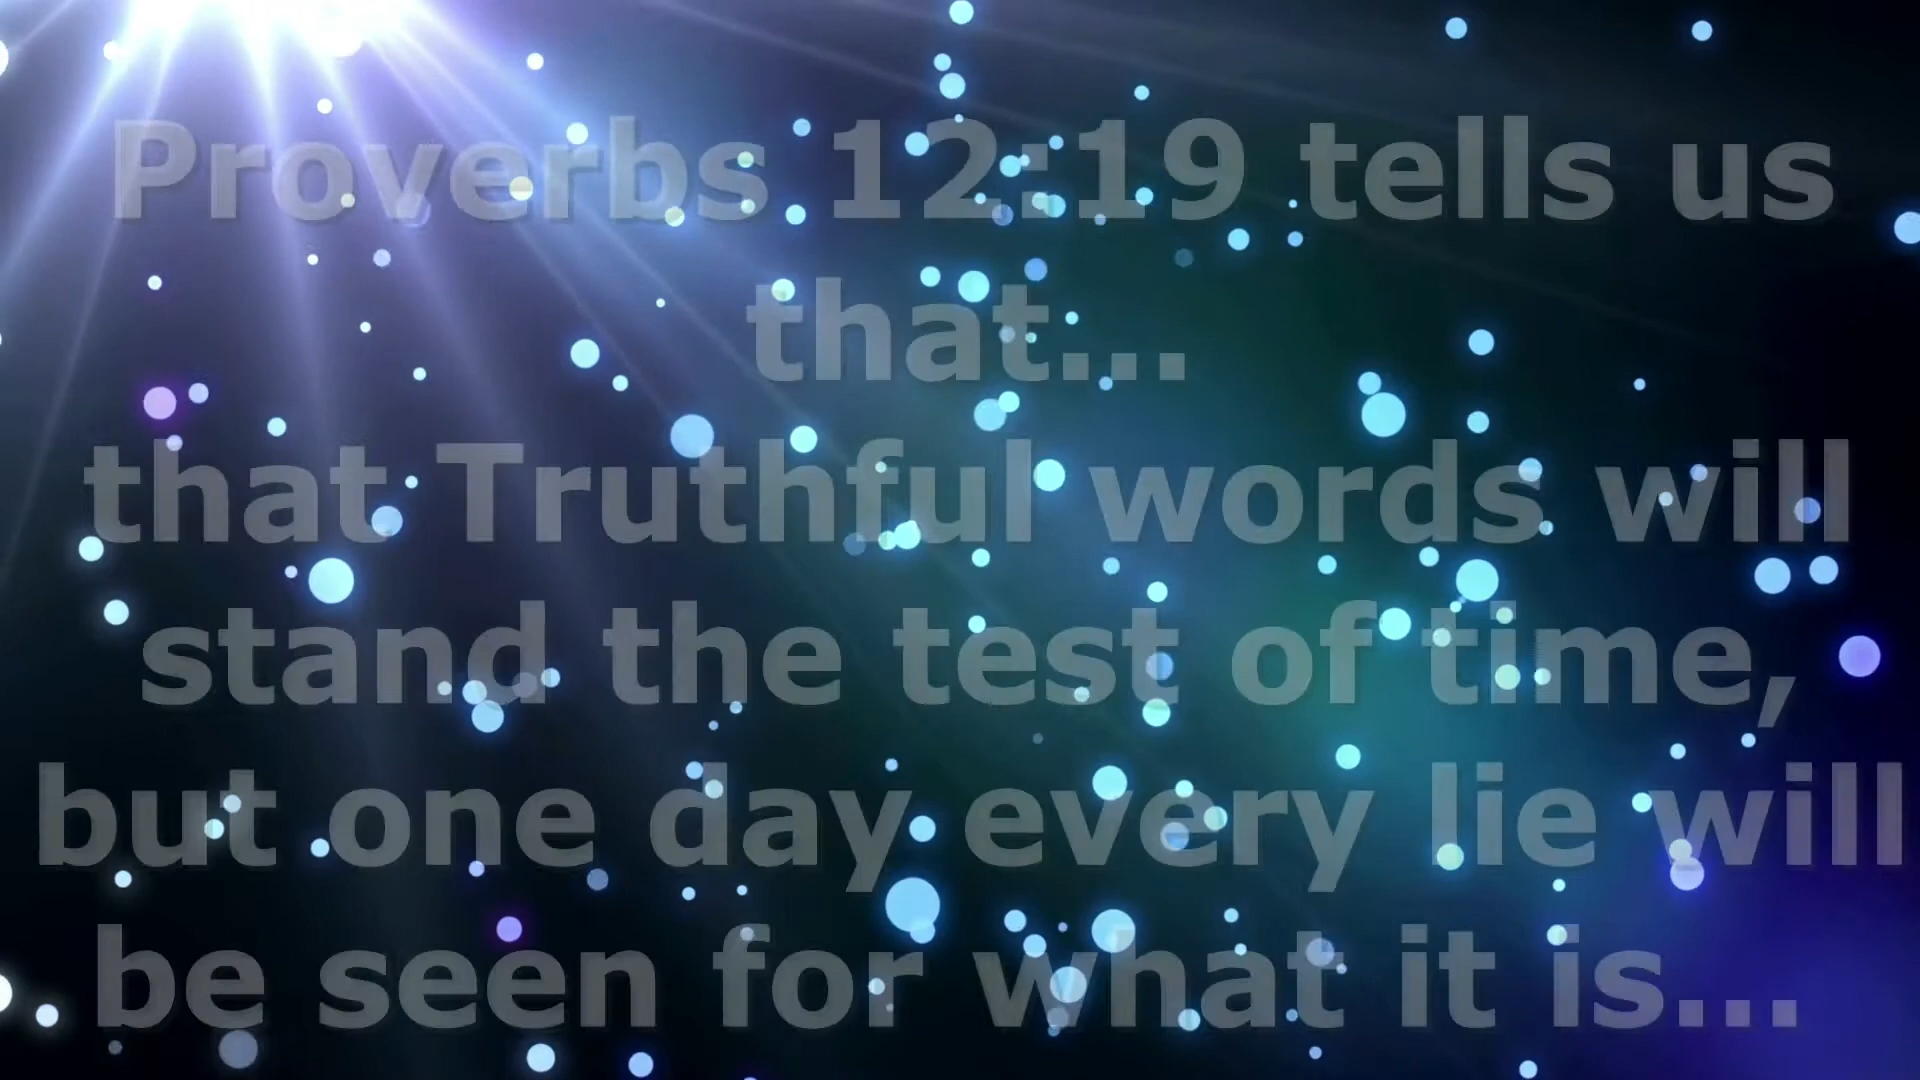 Proverbs 12:19 tells us
that...
that Truthful words will
stand the test of time,
but one day every lie will
be seen for what it is...